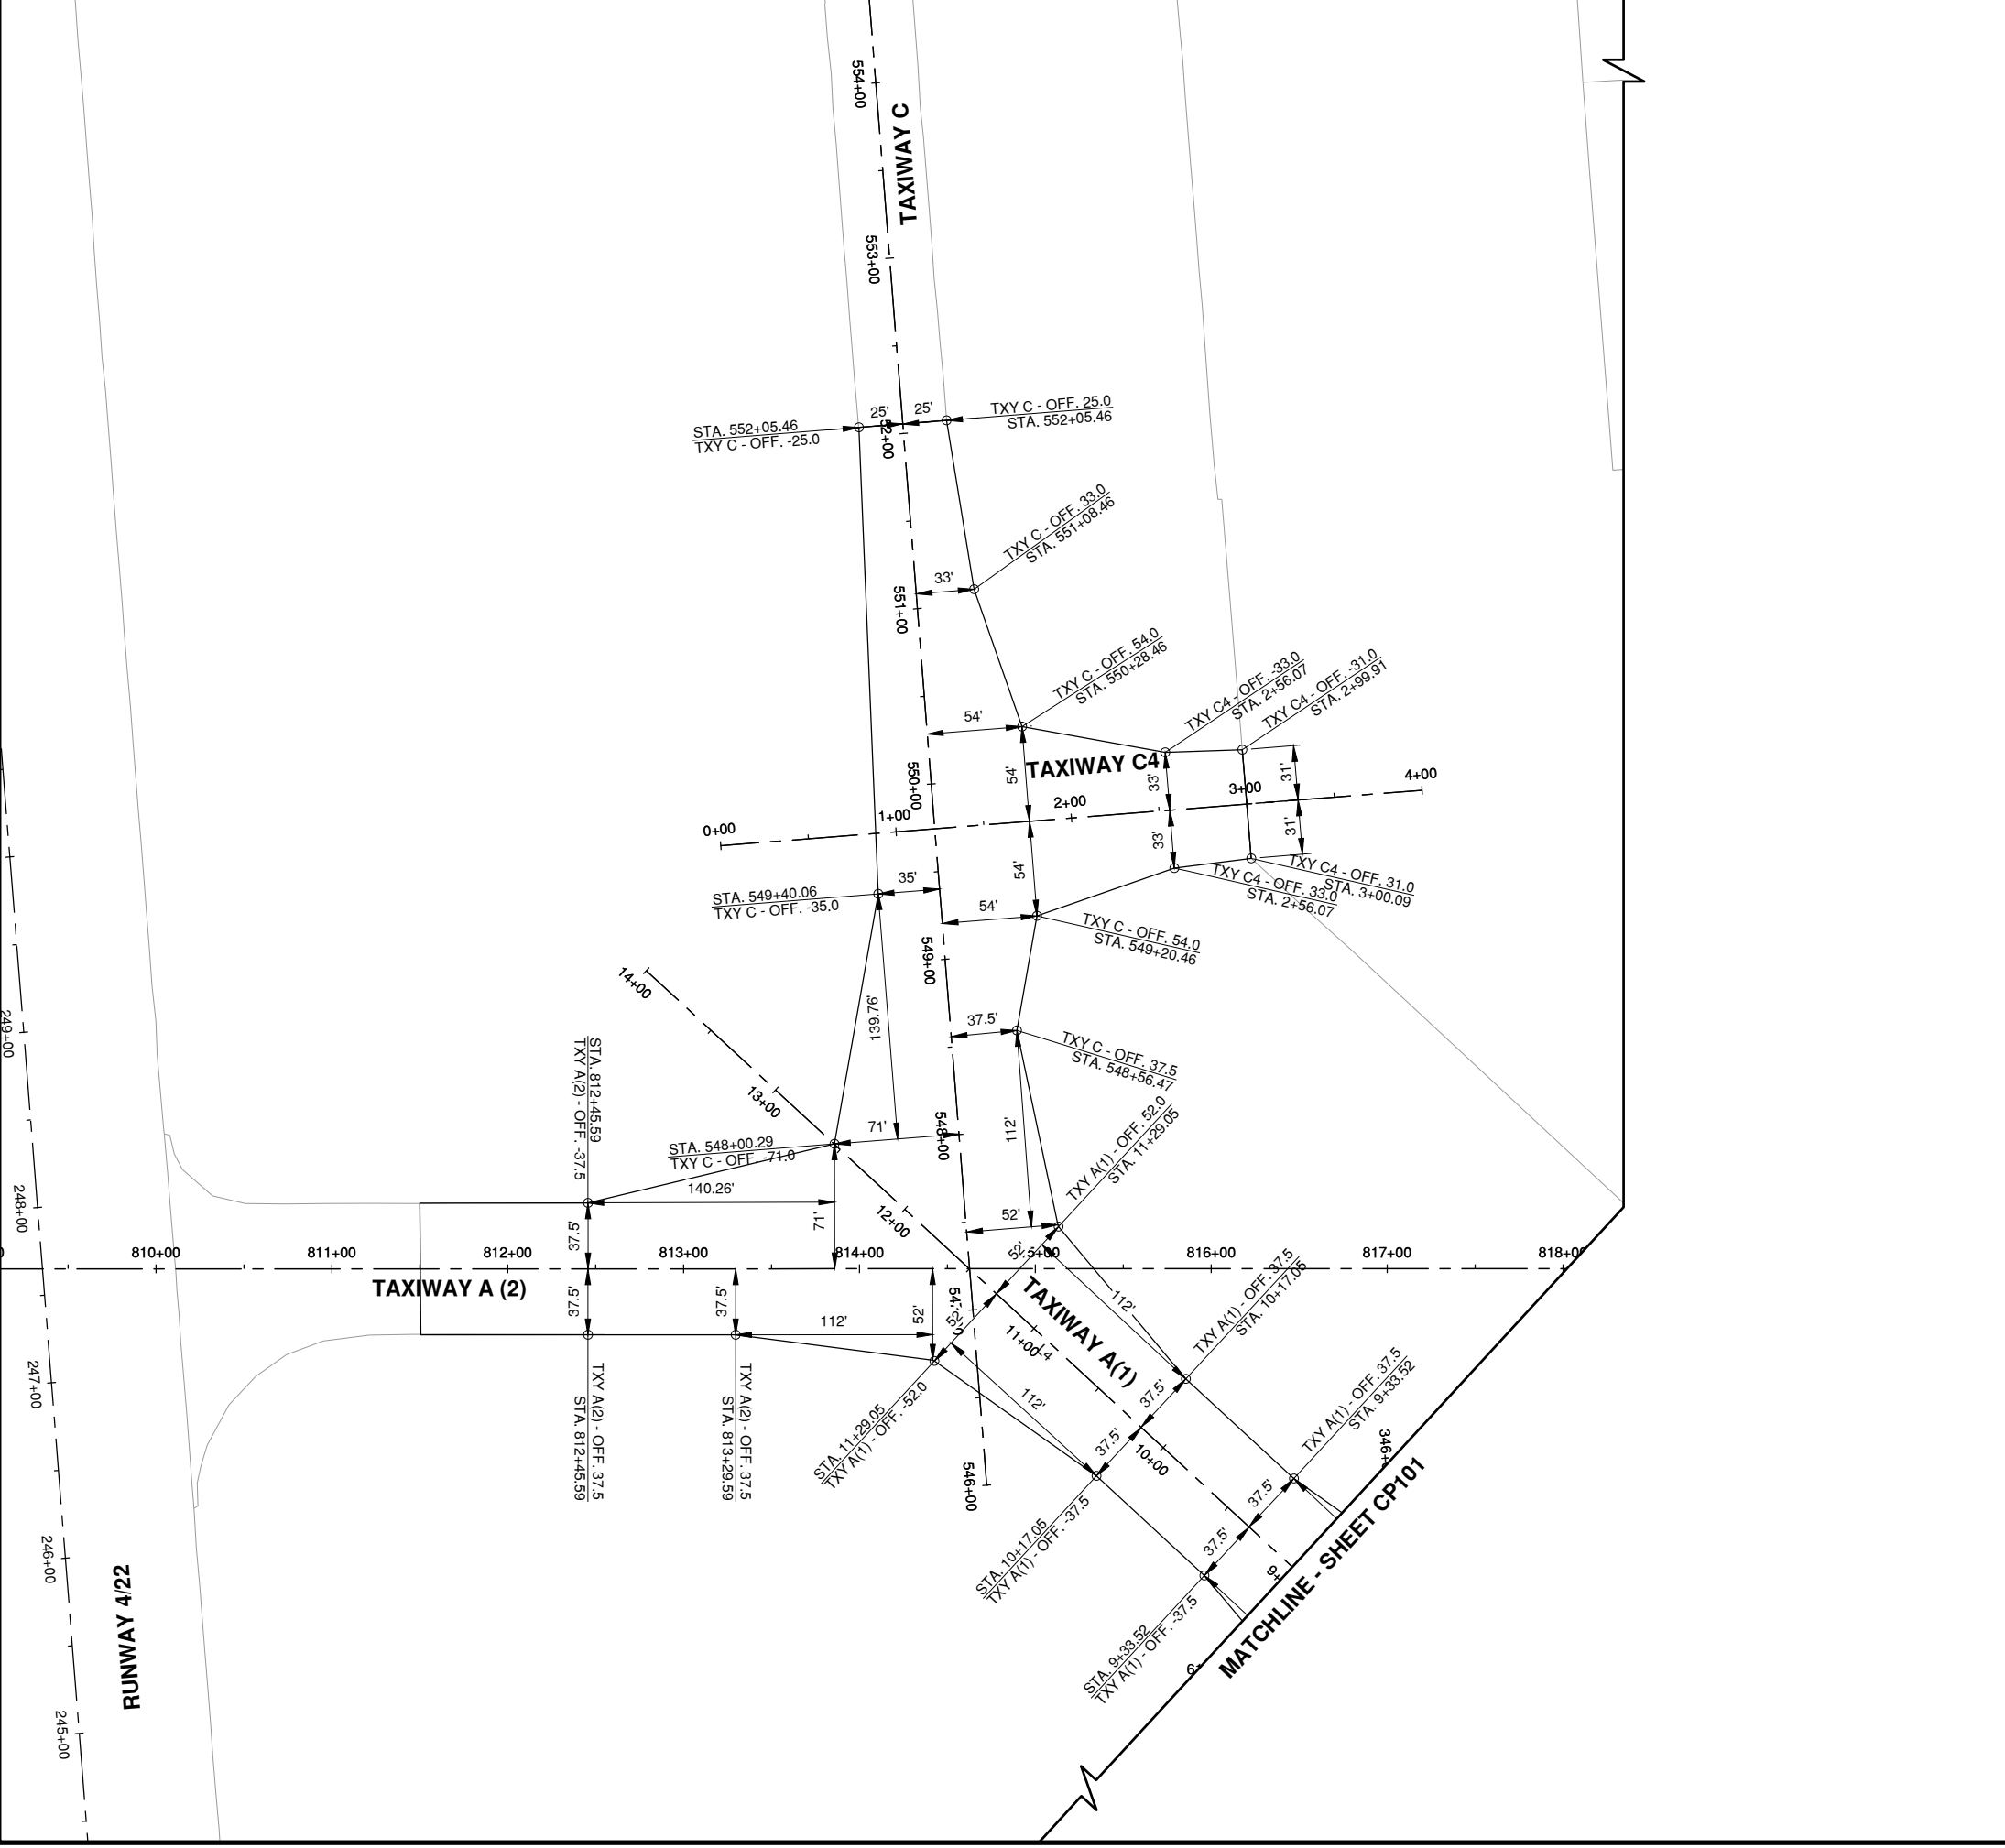 554+00
TAXIWAY C
553+00
25'
25'
TXY C - OFF. 25.0
STA. 552+05.46
STA. 552+05.46
TXY C - OFF. -25.0
52+00
TXY C - OFF. 33.0
STA. 551+08.46
33'
551+00
TXY C - OFF. 54.0
STA. 550+28.46
TXY C4 - OFF. -33.0
STA. 2+56.07
TXY C4 - OFF. -31.0
STA. 2+99.91
54'
54'
TAXIWAY C4
33'
31'
550+00
0+00
1+00
2+00
3+00
4+00
33'
31'
54'
TXY C4 - OFF. 31.0
STA. 3+00.09
TXY C4 - OFF. 33.0
STA. 2+56.07
35'
STA. 549+40.06
TXY C - OFF. -35.0
54'
TXY C - OFF. 54.0
STA. 549+20.46
549+00
14+00
139.76'
37.5'
TXY C - OFF. 37.5
STA. 548+56.47
249+00
STA. 812+45.59
TXY A(2) - OFF. -37.5
13+00
STA. 548+00.29
TXY C - OFF. -71.0
71'
548+00
112'
TXY A(1) - OFF. 52.0
STA. 11+29.05
140.26'
71'
12+00
52'
248+00
37.5'
52'
810+00
811+00
812+00
813+00
814+00
5+00
816+00
817+00
TAXIWAY A (2)
37.5'
37.5'
112'
52'
52'
11+00
TAXIWAY A(1)
112'
TXY A(1) - OFF. 37.5
STA. 10+17.05
247+00
TXY A(2) - OFF. 37.5
STA. 812+45.59
TXY A(2) - OFF. 37.5
STA. 813+29.59
STA. 11+29.05
TXY A(1) - OFF. -52.0
112'
37.5'
37.5'
10+00
TXY A(1) - OFF. 37.5
STA. 9+33.52
546+00
37.5'
37.5'
STA. 10+17.05
TXY A(1) - OFF. -37.5
246+00
RUNWAY 4/22
STA. 9+33.52
TXY A(1) - OFF. -37.5
MATCHLINE - SHEET CP101
245+00